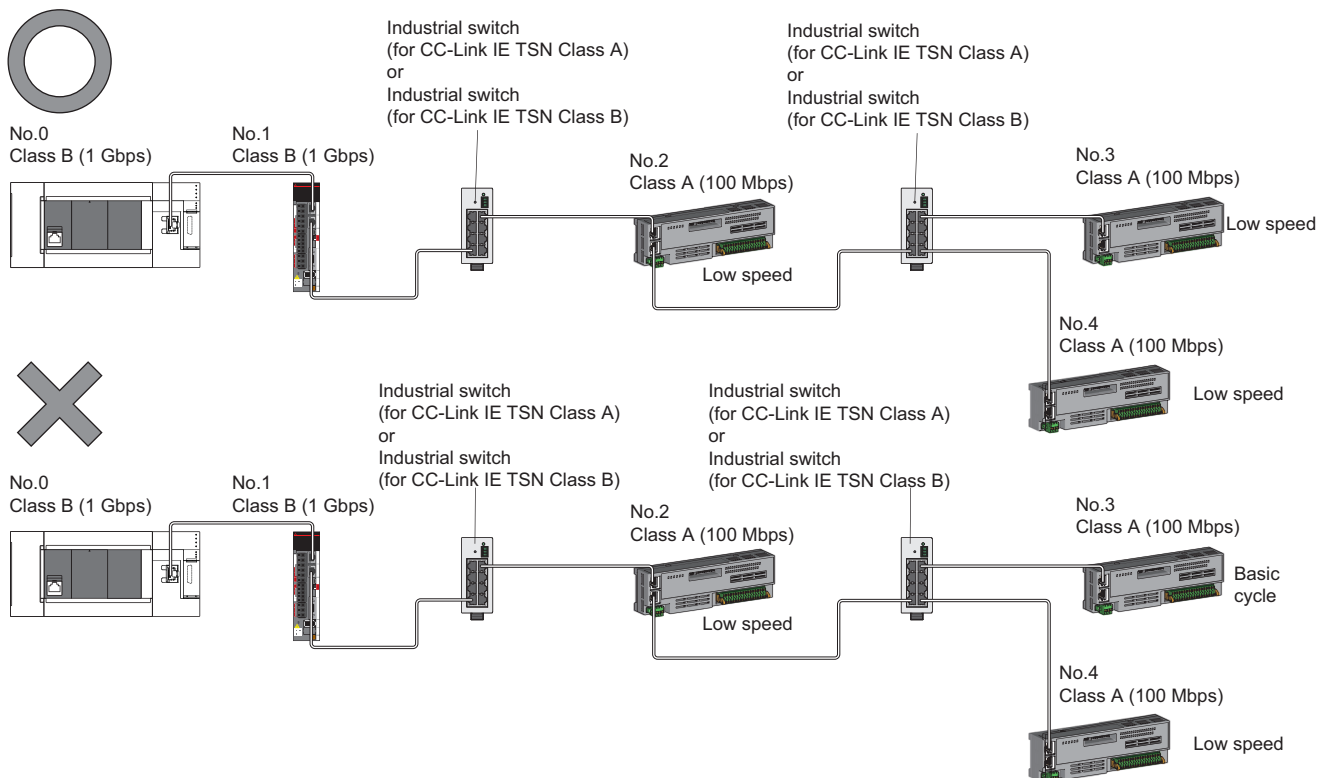 Industrial switch
(for CC-Link IE TSN Class A)
or
Industrial switch
(for CC-Link IE TSN Class B)
Industrial switch
(for CC-Link IE TSN Class A)
or
Industrial switch
(for CC-Link IE TSN Class B)
No.0
Class B (1 Gbps)
No.1
Class B (1 Gbps)
No.2
Class A (100 Mbps)
Low speed
No.3
Class A (100 Mbps)
Low speed
No.4
Class A (100 Mbps)
Low speed
Industrial switch
(for CC-Link IE TSN Class A)
or
Industrial switch
(for CC-Link IE TSN Class B)
Industrial switch
(for CC-Link IE TSN Class A)
or
Industrial switch
(for CC-Link IE TSN Class B)
No.0
Class B (1 Gbps)
No.1
Class B (1 Gbps)
No.2
Class A (100 Mbps)
Low speed
No.3
Class A (100 Mbps)
Basic
cycle
No.4
Class A (100 Mbps)
Low speed